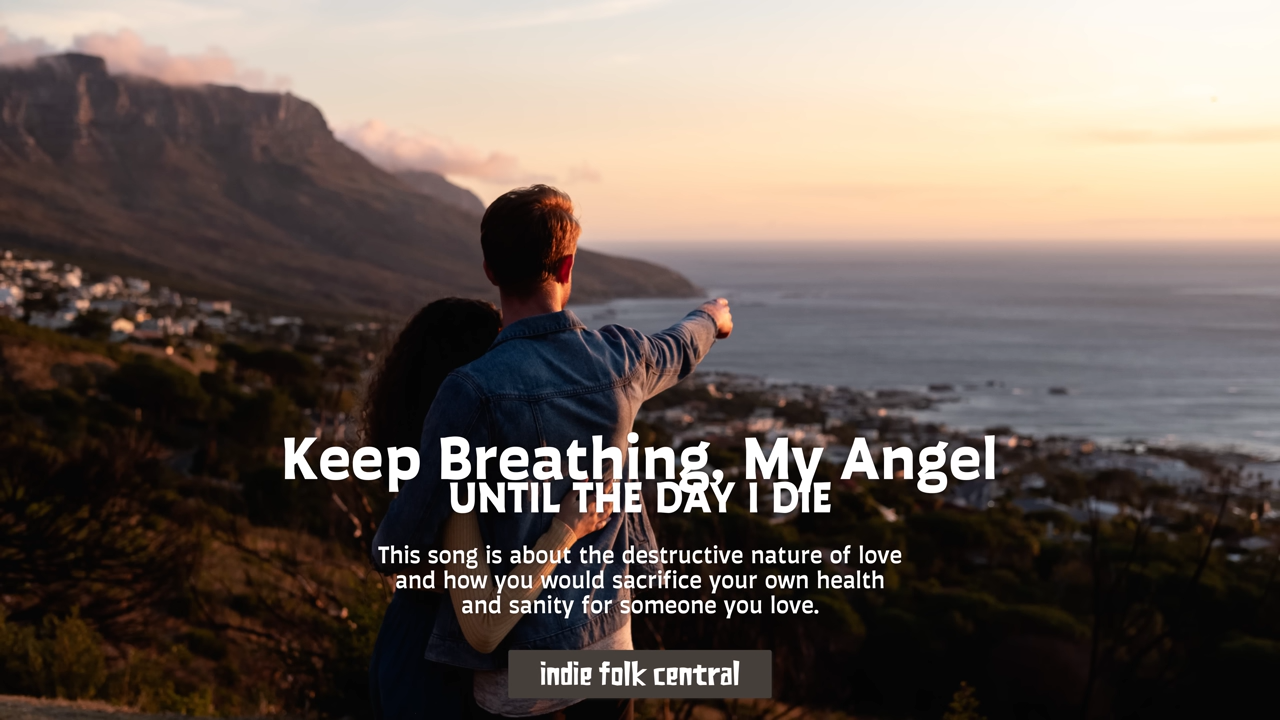 Keep Breathing, My Angel
UNTIL THE DAY I DIE
This song is about the destructive nature of love
and how you would sacrifice your own health
and sanity for someone you love.
indie folk central